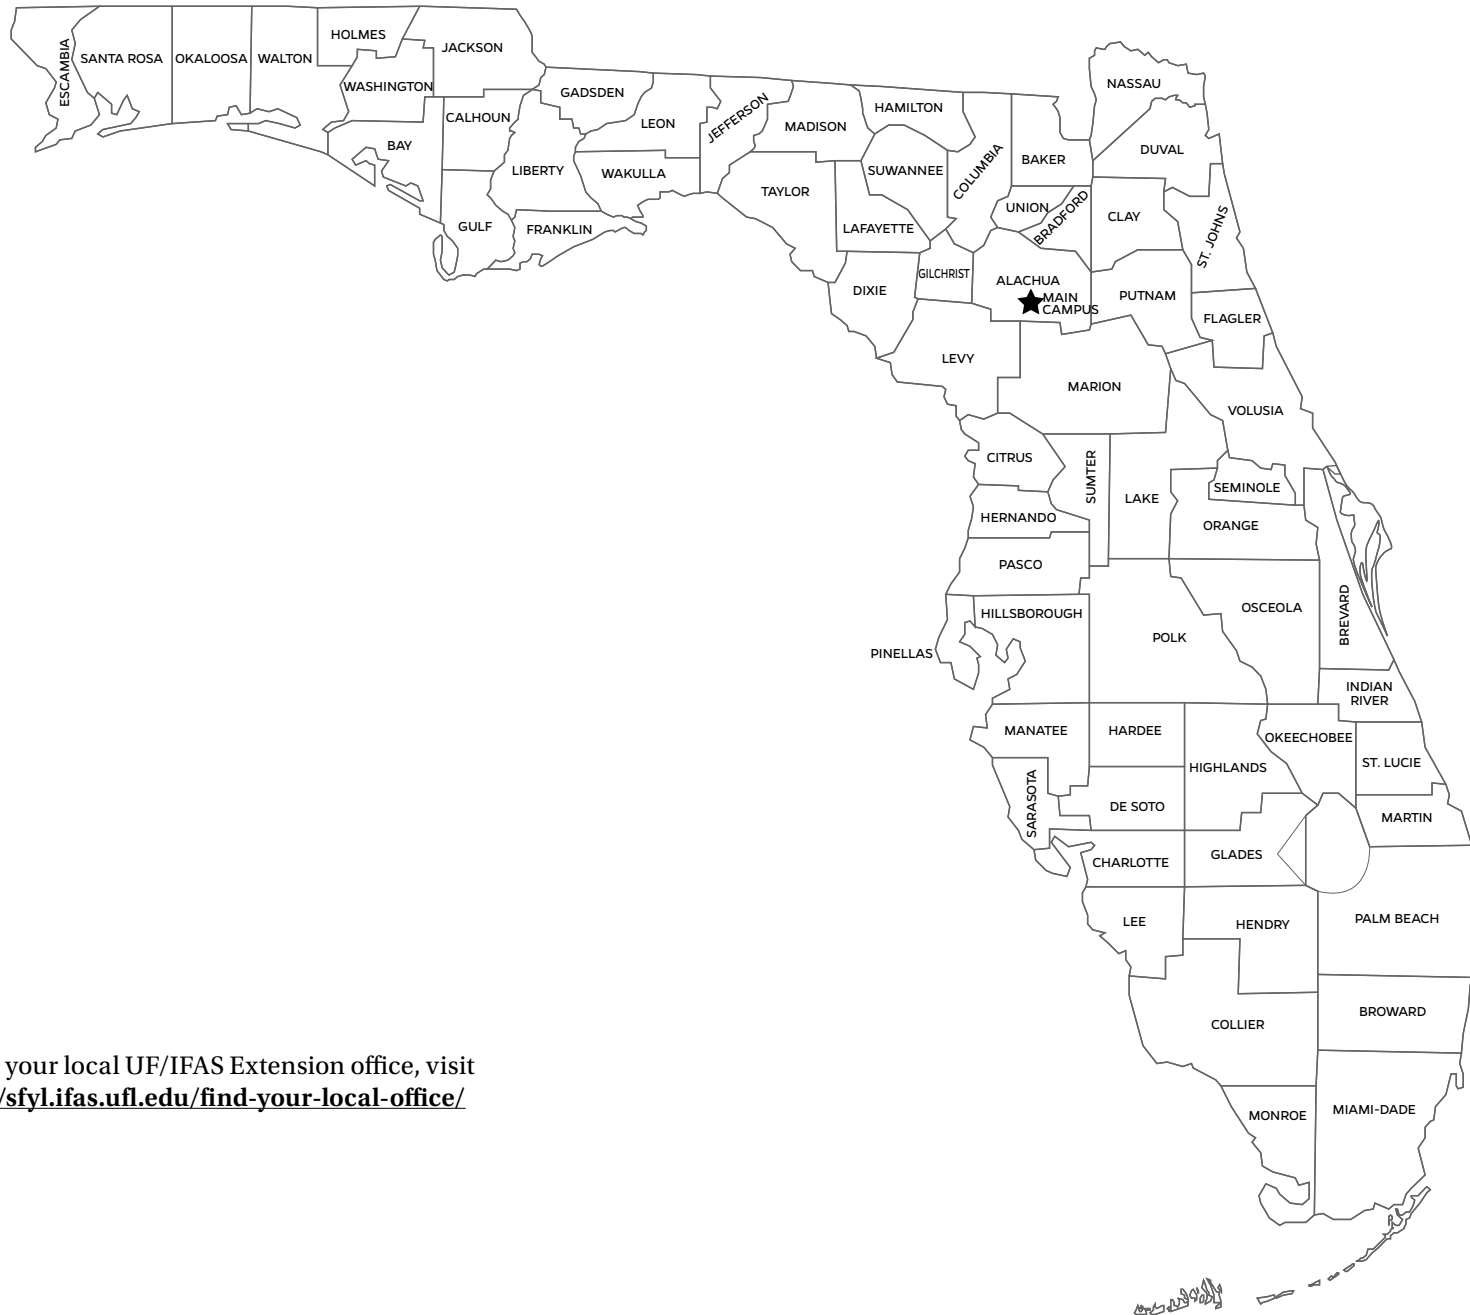 HOLMES
JACKSON
ESCAMBIA
SANTA ROSA
OKALOOSA
WALTON
WASHINGTON
GADSDEN
NASSAU
CALHOUN
LEON
JEFFERSON
MADISON
HAMILTON
BAY
DUVAL
LIBERTY
WAKULLA
TAYLOR
SUWANNEE
COLUMBIA
BAKER
UNION
BRADFORD
CLAY
GULF
FRANKLIN
LAFAYETTE
ST. JOHNS
GILCHRIST
DIXIE
ALACHUA
MAIN
CAMPUS
PUTNAM
FLAGLER
LEVY
MARION
VOLUSIA
CITRUS
SUMTER
LAKE
SEMINOLE
HERNANDO
ORANGE
PASCO
HILLSBOROUGH
OSCEOLA
BREVARD
PINELLAS
POLK
INDIAN
RIVER
MANATEE
HARDEE
OKEECHOBEE
HIGHLANDS
ST. LUCIE
SARASOTA
DE SOTO
MARTIN
CHARLOTTE
GLADES
LEE
HENDRY
PALM BEACH
COLLIER
BROWARD
MONROE
MIAMI-DADE
your local UF/IFAS Extension office, visit
/sfyl.ifas.ufl.edu/find-your-local-office/